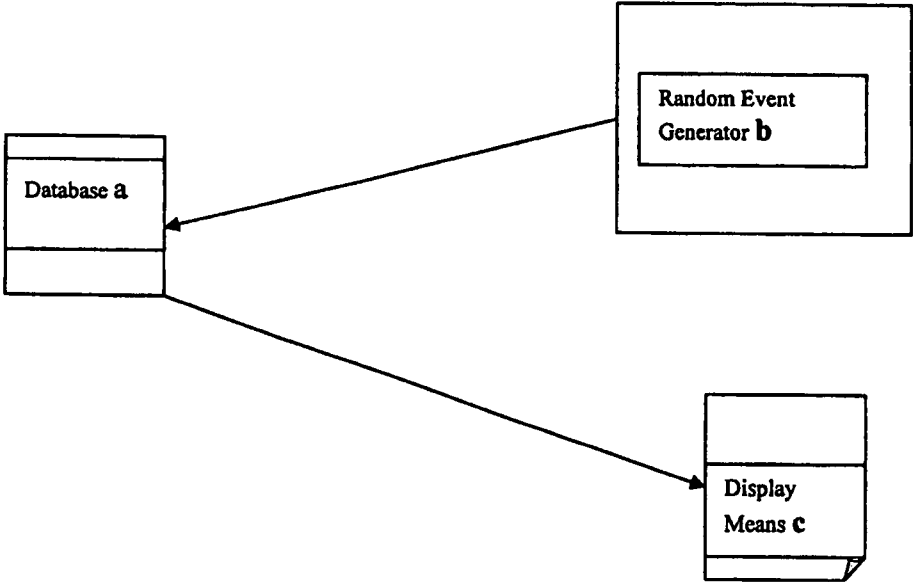 Random Event
Generator b
Database a
Display
Means c